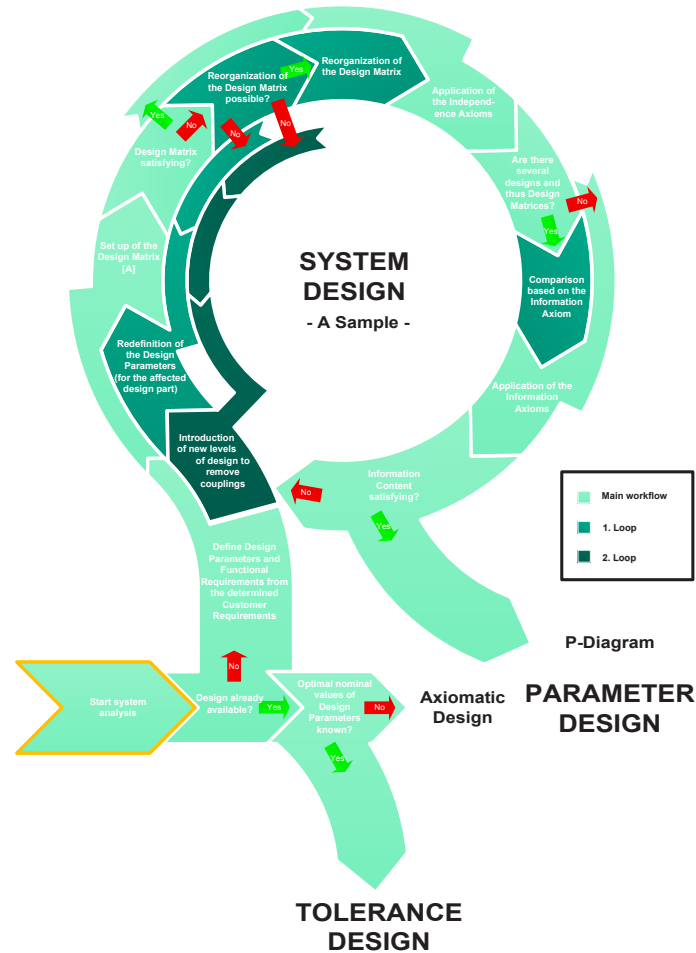 Reorganization of
the Design Matrix
possible?
Yes
Reorganization of
the Design Matrix
No
No
No
Yes
Design Matrix
satisfying?
Application of
the Independ-
ence Axioms
Are there
several
designs and
thus Design
Matrices?
No
Yes
Set up of the
Design Matrix
[A]
SYSTEM
DESIGN
- A Sample -
Comparison
based on the
Information
Axiom
Redefinition of
the Design
Parameters
(for the affected
design part)
Application of the
Information
Axioms
Introduction
of new levels
of design to
remove
couplings
Information
Content
satisfying?
No
Yes
Main workflow
1. Loop
2. Loop
Define Design
Parameters and
Functional
Requirements from
the determined
Customer
Requirements
P-Diagram
PARAMETER
DESIGN
No
Start system
analysis
Design already
available?
Yes
Optimal nominal
values of
Design
Parameters
known?
No
Axiomatic
Design
Yes
TOLERANCE
DESIGN